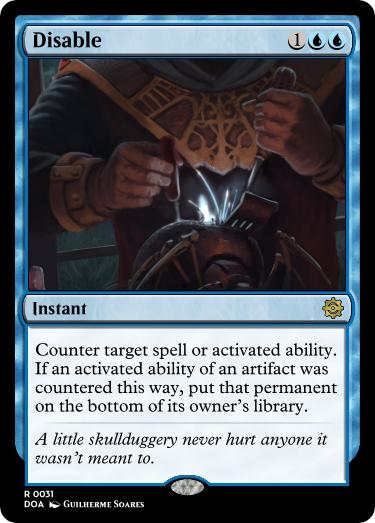 Disable 1
Instant
Counter target spell or activated ability.
If an activated ability of an artifact was
countered this way, put that permanent
on the bottom of its owner's library.
A little skullduggery never hurt anyone it
wasn't meant to.
R 0031
DOA Guilherme Soares